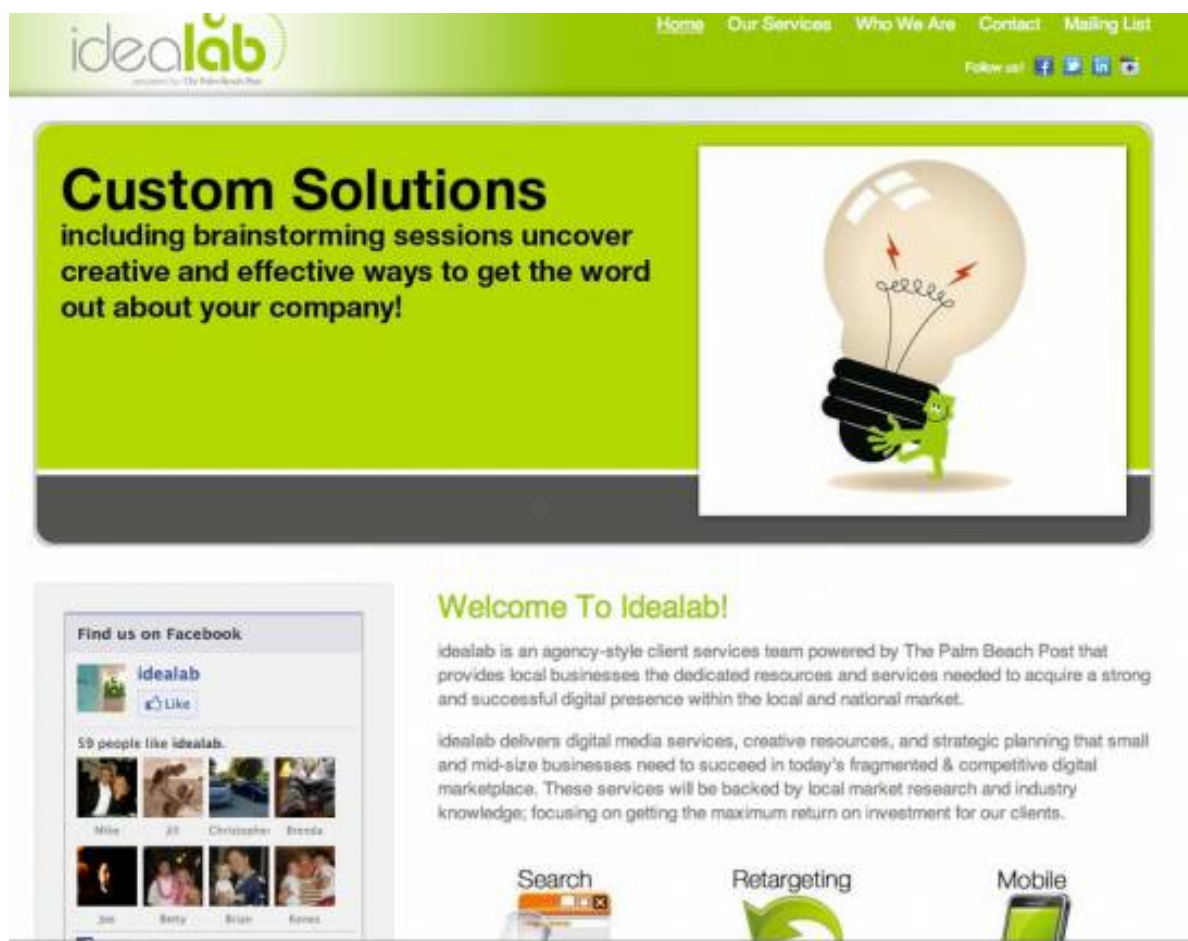 idealab
powered by The Palm Beach Post
Home Our Services Who We Are Contact Mailing List
Follow us!
Custom Solutions
including brainstorming sessions uncover
creative and effective ways to get the word
out about your company!
Find us on Facebook
idealab
Like
59 people like idealab.
Mike Jill Christopher Brenda
Joe Betty Brian Renee
Welcome To Idealab!
idealab is an agency-style client services team powered by The Palm Beach Post that
provides local businesses the dedicated resources and services needed to acquire a strong
and successful digital presence within the local and national market.
idealab delivers digital media services, creative resources, and strategic planning that small
and mid-size businesses need to succeed in today's fragmented & competitive digital
marketplace. These services will be backed by local market research and industry
knowledge; focusing on getting the maximum return on investment for our clients.
Search Retargeting Mobile